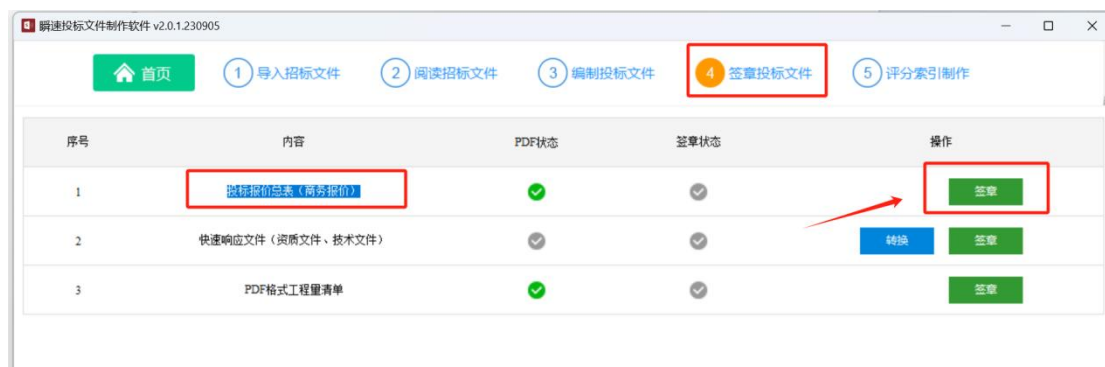 瞬速投标文件制作软件 v2.0.1.230905
首页 1 导入招标文件 2 阅读招标文件 3 编制投标文件 4 签章投标文件 5 评分索引制作
序号 内容 PDF状态 签章状态 操作
1 投标报价总表（商务报价） 签章
2 快速响应文件（资质文件、技术文件） 转换 签章
3 PDF格式工程量清单 签章